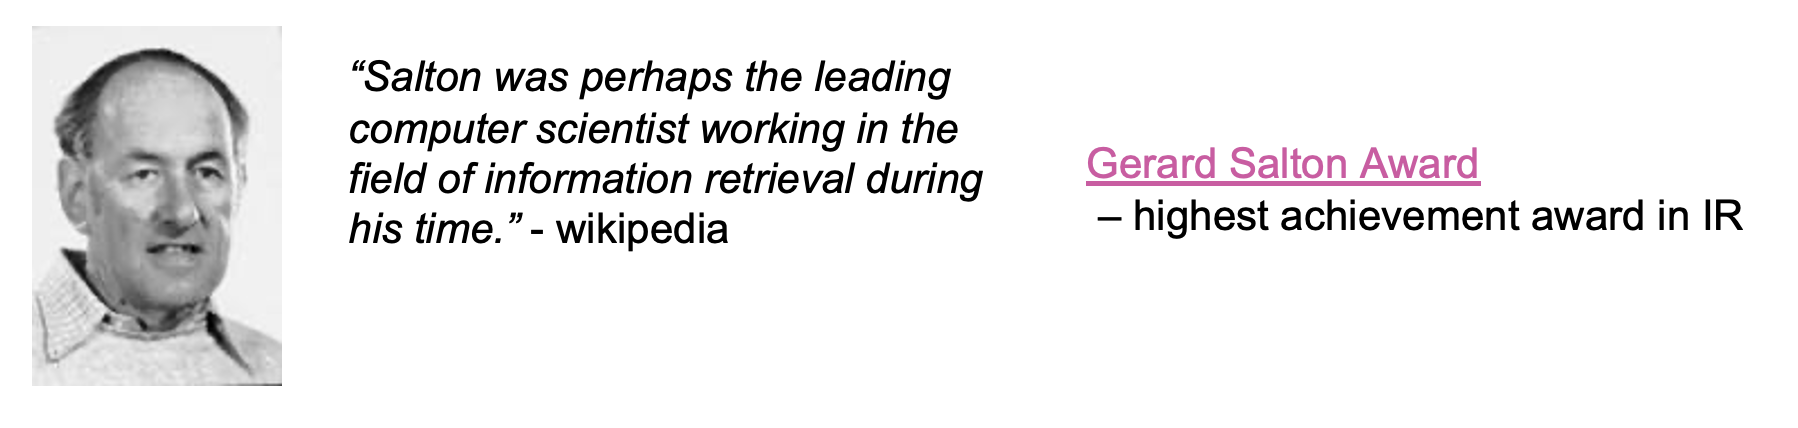 “Salton was perhaps the leading
computer scientist working in the
field of information retrieval during
his time.” - wikipedia
Gerard Salton Award
– highest achievement award in IR